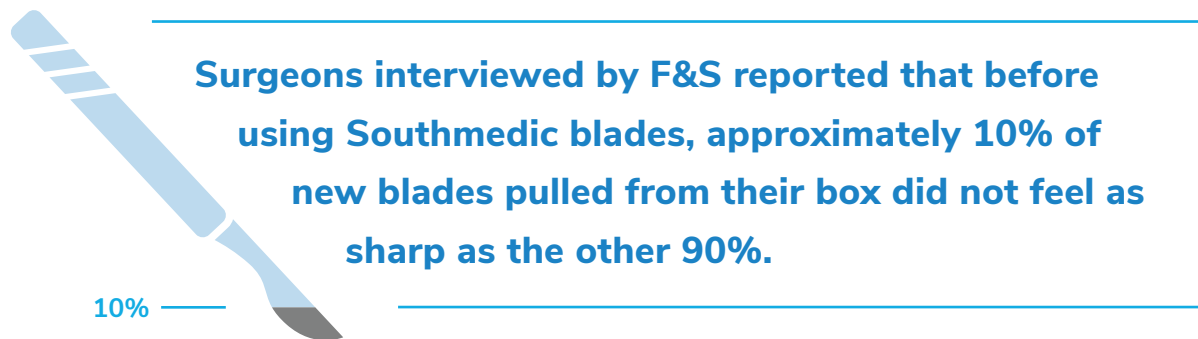 Surgeons interviewed by F&S reported that before
using Southmedic blades, approximately 10% of
new blades pulled from their box did not feel as
sharp as the other 90%.
10%